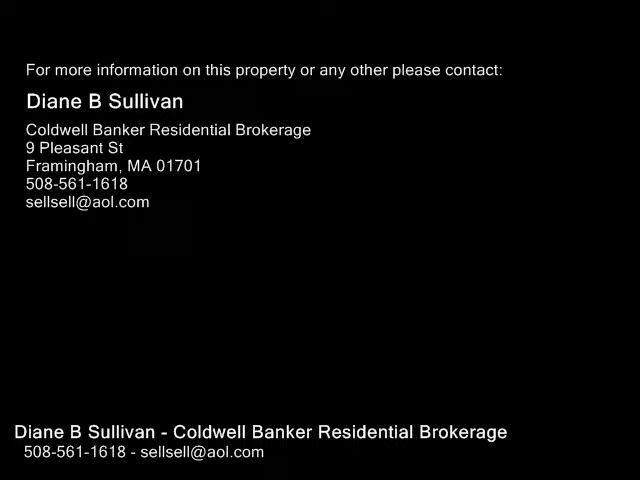 For more information on this property or any other please contact:
Diane B Sullivan
Coldwell Banker Residential Brokerage
9 Pleasant St
Framingham, MA 01701
508-561-1618
sellsell@aol.com
Diane B Sullivan - Coldwell Banker Residential Brokerage
508-561-1618 - sellsell@aol.com